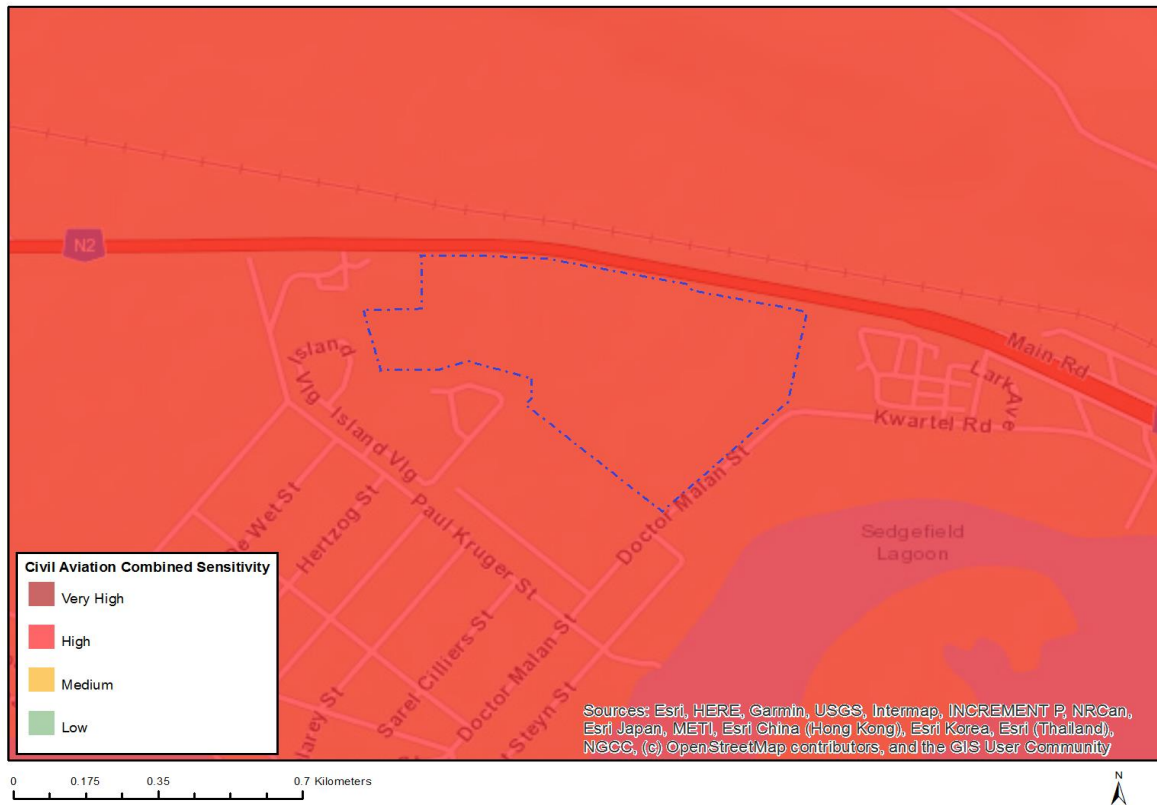 N2
Main Rd
Lark Ave
Kwartel Rd
Island
Vlg
Island Vlg
De Wet St
Hertzog St
Paul Kruger St
Doctor Malan St
Sedgefield
Lagoon
Sarel Cilliers St
Doctor Malan St
Steyn St
Civil Aviation Combined Sensitivity
Very High
High
Medium
Low
Sources: Esri, HERE, Garmin, USGS, Intermap, INCREMENT P, NRCan,
Esri Japan, METI, Esri China (Hong Kong), Esri Korea, Esri (Thailand),
NGCC, (c) OpenStreetMap contributors, and the GIS User Community
0 0.175 0.35 0.7 Kilometers
N